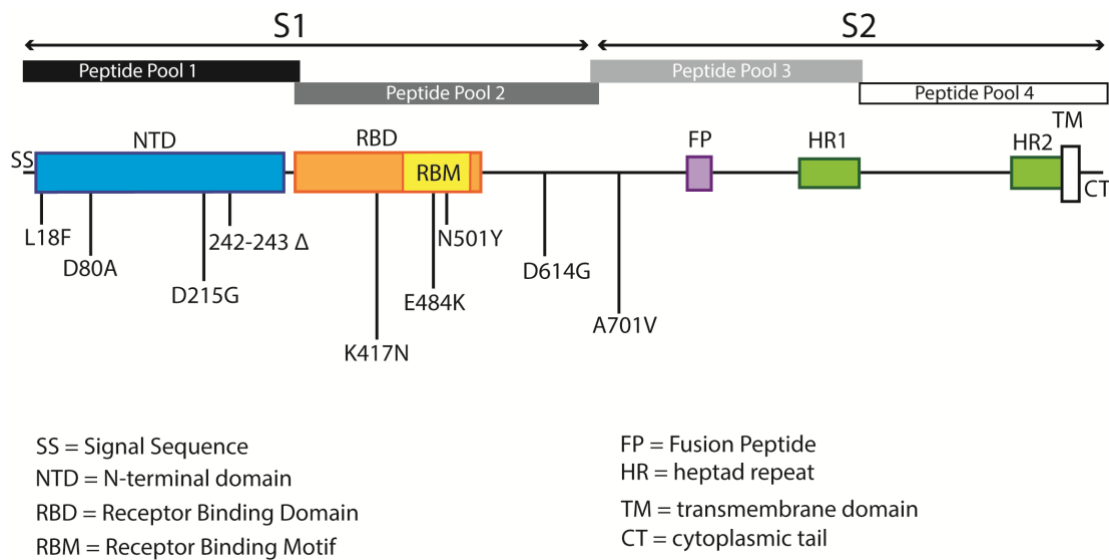 S1
S2
Peptide Pool 1
Peptide Pool 2
Peptide Pool 3
Peptide Pool 4
SS
NTD
RBD
RBM
FP
HR1
HR2
TM
CT
L18F
D80A
D215G
242-243 Δ
K417N
E484K
N501Y
D614G
A701V
SS = Signal Sequence
NTD = N-terminal domain
RBD = Receptor Binding Domain
RBM = Receptor Binding Motif
FP = Fusion Peptide
HR = heptad repeat
TM = transmembrane domain
CT = cytoplasmic tail